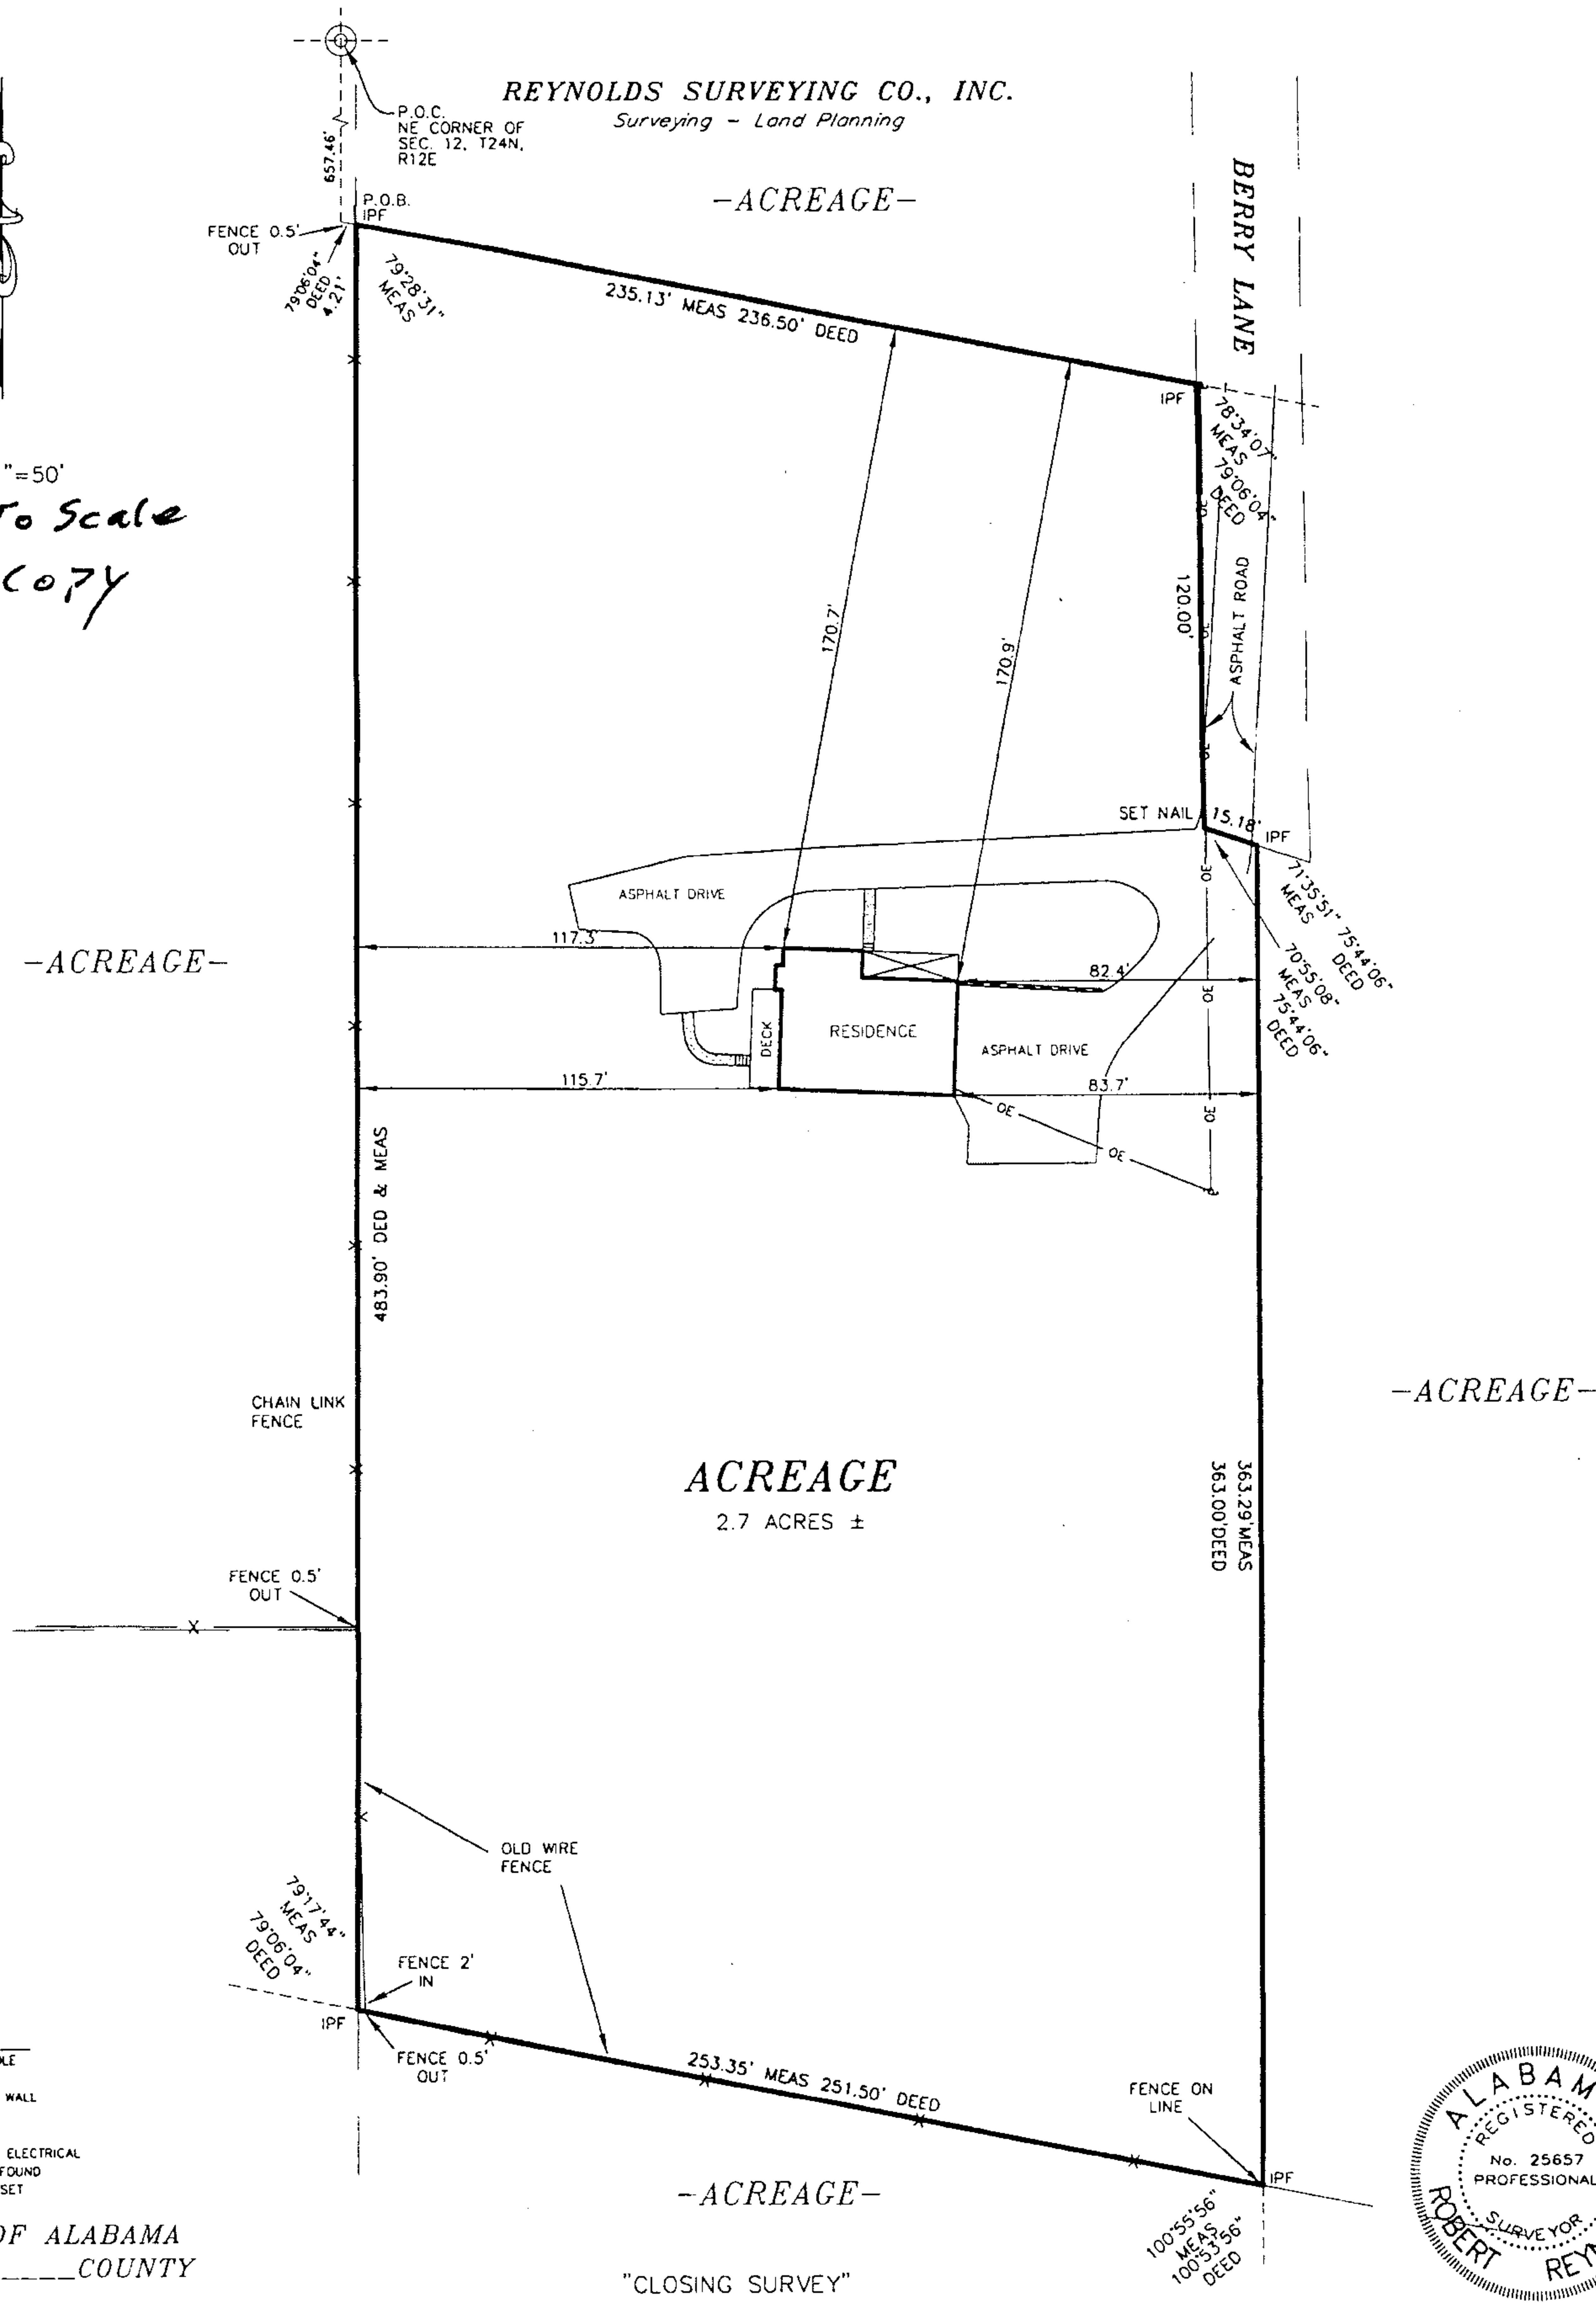 REYNOLDS SURVEYING CO., INC.
Surveying - Land Planning
P.O.C.
NE CORNER OF
SEC. 12, T24N,
R12E
657.46'
P.O.B.
IPF
-ACREAGE-
BERRY LANE
FENCE 0.5'
OUT
79°06'04"
DEED
4.21'
79°28'31"
MEAS
235.13' MEAS 236.50' DEED
IPF
78°34'07"
MEAS
79°06'04"
DEED
"=50'
To Scale
Copy
170.7'
170.9'
120.00'
ASPHALT ROAD
OE
OE
OE
SET NAIL
15.18'
IPF
71°35'51" 75°44'06"
MEAS DEED
70°55'08"
MEAS
75°44'06"
DEED
ASPHALT DRIVE
-ACREAGE-
117.3'
82.4'
OE
OE
OE
DECK
RESIDENCE
ASPHALT DRIVE
115.7'
83.7'
OE
OE
483.90' DED & MEAS
CHAIN LINK
FENCE
-ACREAGE-
ACREAGE
2.7 ACRES ±
363.29'MEAS
363.00'DEED
FENCE 0.5'
OUT
OLD WIRE
FENCE
79°17'44"
MEAS
79°06'04"
DEED
FENCE 2'
IN
IPF
FENCE 0.5'
OUT
253.35' MEAS 251.50' DEED
FENCE ON
LINE
IPF
100°55'56"
MEAS
100°53'56"
DEED
WALL
ELECTRICAL
FOUND
SET
-ACREAGE-
OF ALABAMA
____COUNTY
"CLOSING SURVEY"
ALABAM
REGISTERED
No. 25657
PROFESSIONAL
SURVEYOR
ROBERT REYN